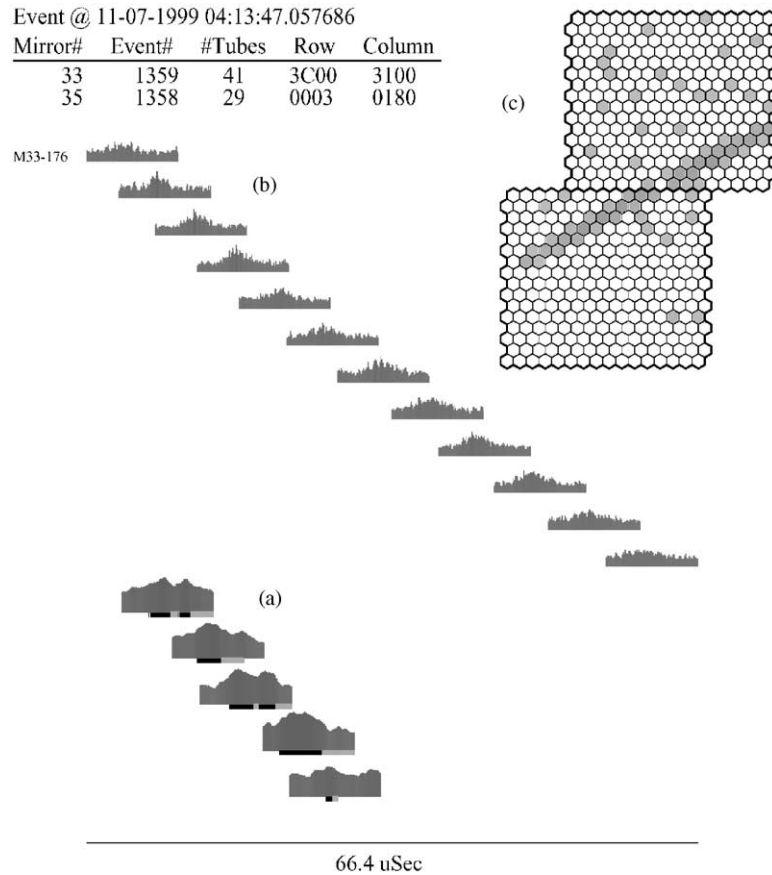 Event @ 11-07-1999 04:13:47.057686
Mirror# Event# #Tubes Row Column
33 1359 41 3C00 3100
35 1358 29 0003 0180
(c)
M33-176
(b)
(a)
66.4 uSec